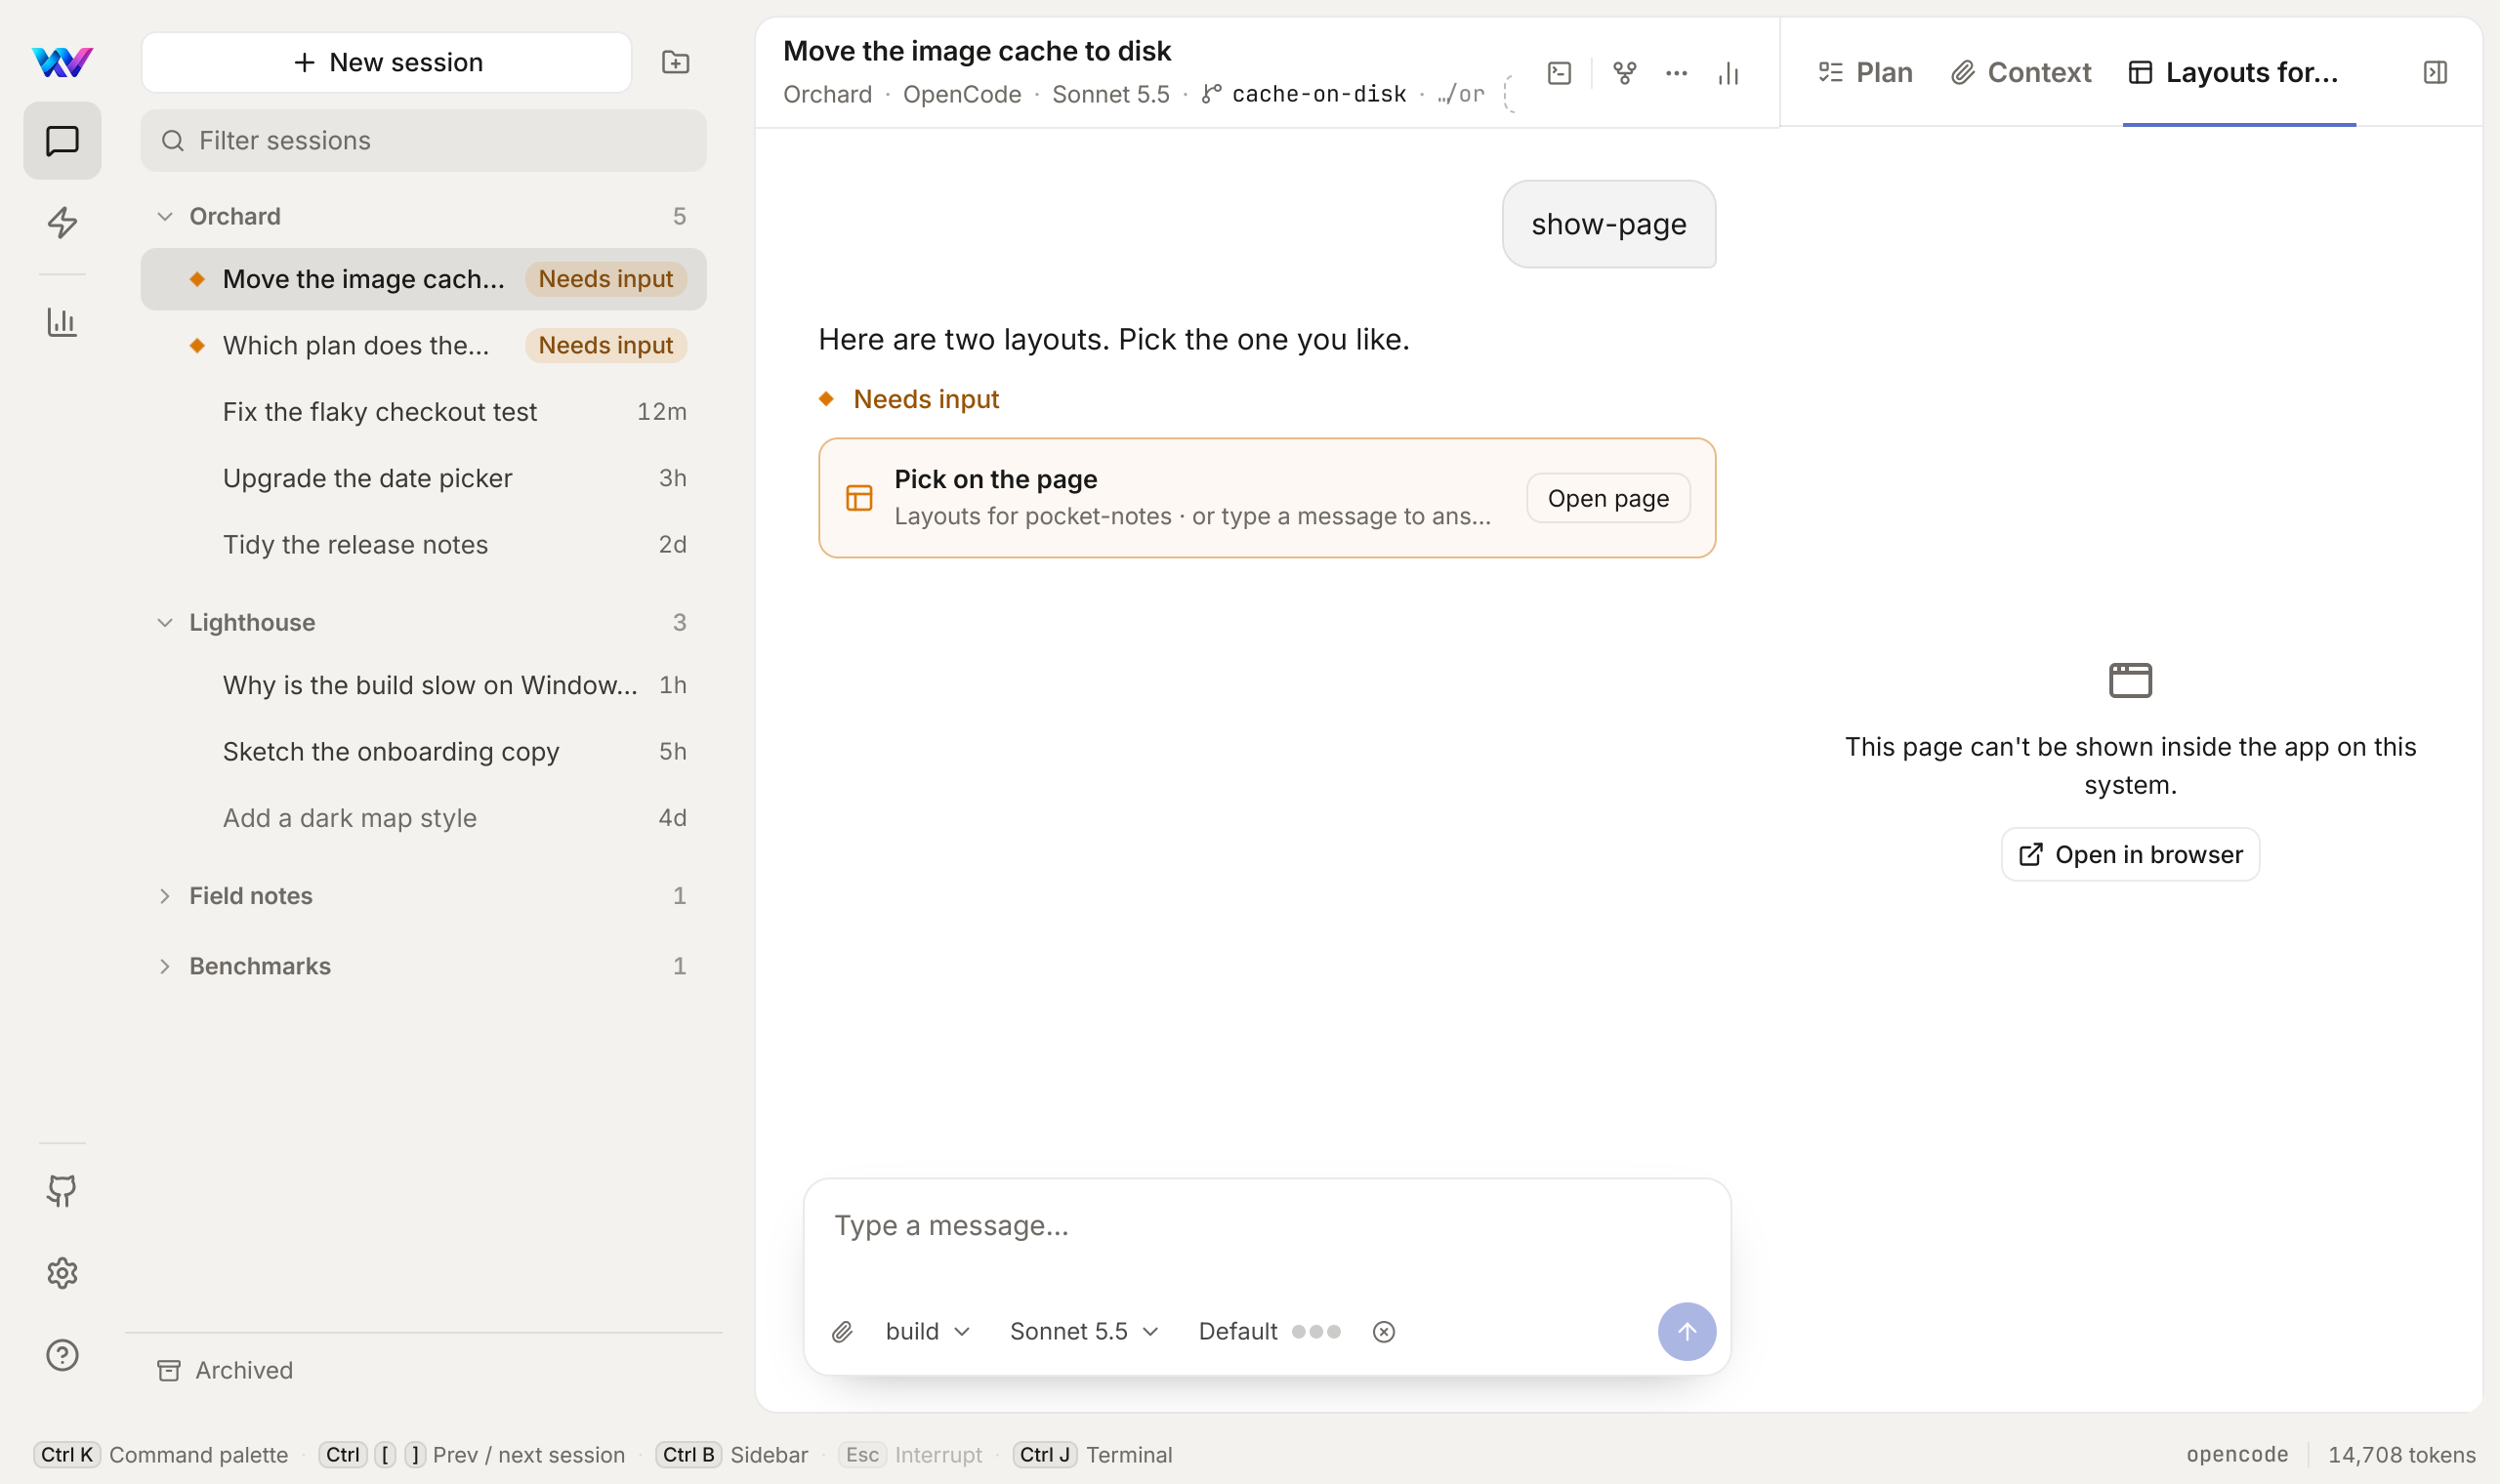 New session
Filter sessions
Orchard 5
Move the image cach... Needs input
Which plan does the... Needs input
Fix the flaky checkout test 12m
Upgrade the date picker 3h
Tidy the release notes 2d
Lighthouse 3
Why is the build slow on Window... 1h
Sketch the onboarding copy 5h
Add a dark map style 4d
Field notes 1
Benchmarks 1
Archived
Move the image cache to disk
Orchard · OpenCode · Sonnet 5.5 · cache-on-disk · …/or
show-page
Here are two layouts. Pick the one you like.
Needs input
Pick on the page
Layouts for pocket-notes · or type a message to ans...
Open page
Type a message...
build Sonnet 5.5 Default
Plan Context Layouts for...
This page can't be shown inside the app on this
system.
Open in browser
Ctrl K Command palette · Ctrl [ ] Prev / next session · Ctrl B Sidebar · Esc Interrupt · Ctrl J Terminal
opencode 14,708 tokens